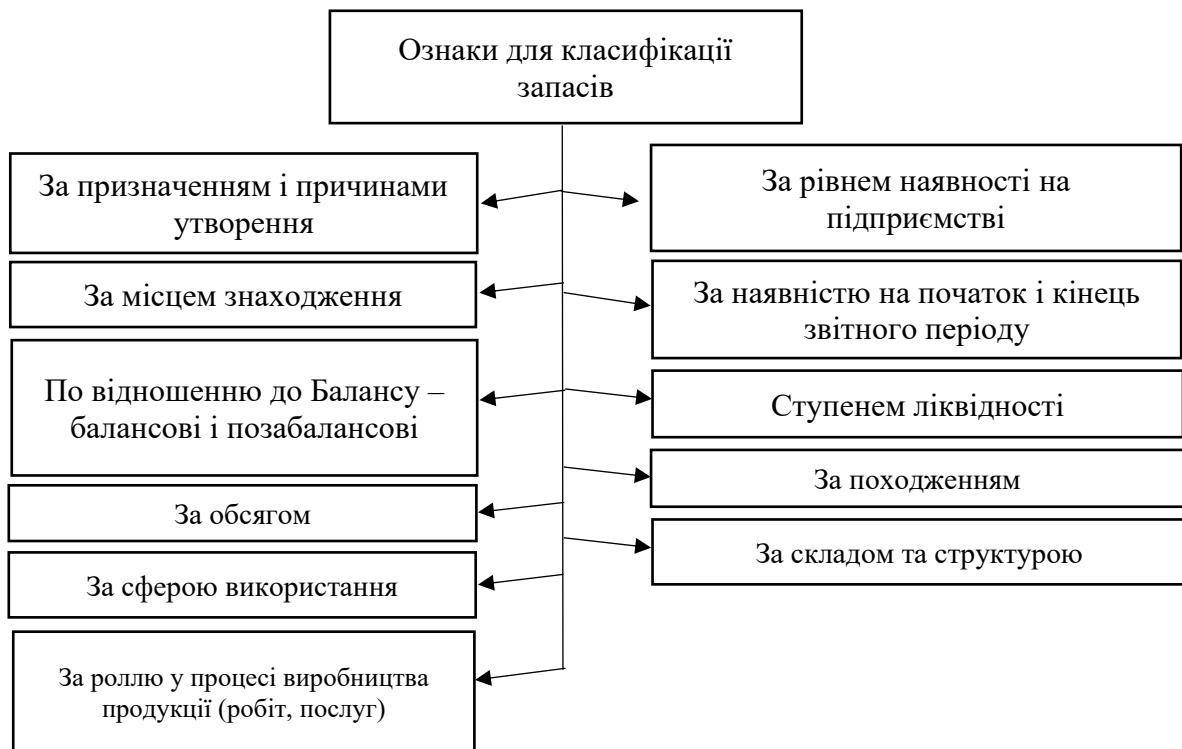 Ознаки для класифікації
запасів
За призначенням і причинами
утворення
За місцем знаходження
По відношенню до Балансу –
балансові і позабалансові
За обсягом
За сферою використання
За роллю у процесі виробництва
продукції (робіт, послуг)
За рівнем наявності на
підприємстві
За наявністю на початок і кінець
звітного періоду
Ступенем ліквідності
За походженням
За складом та структурою